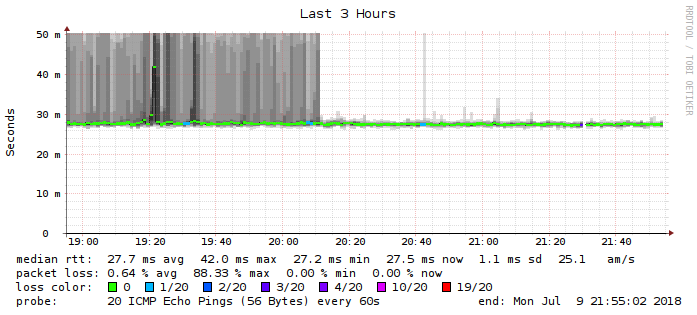 Last 3 Hours
RRDTOOL / TOBI OETIKER
Seconds
50 m
40 m
30 m
20 m
10 m
0
19:00 19:20 19:40 20:00 20:20 20:40 21:00 21:20 21:40
median rtt: 27.7 ms avg 42.0 ms max 27.2 ms min 27.5 ms now 1.1 ms sd 25.1 am/s
packet loss: 0.64 % avg 88.33 % max 0.00 % min 0.00 % now
loss color: 0 1/20 2/20 3/20 4/20 10/20 19/20
probe: 20 ICMP Echo Pings (56 Bytes) every 60s end: Mon Jul 9 21:55:02 2018